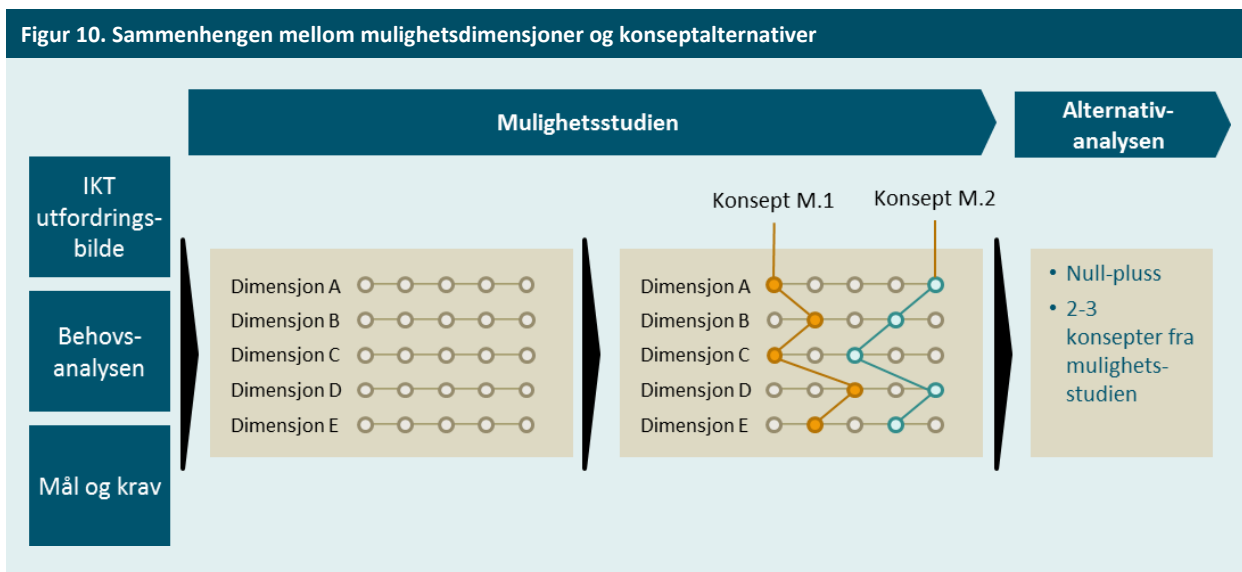 Figur 10. Sammenhengen mellom mulighetsdimensjoner og konseptalternativer
Mulighetsstudien
Alternativ-
analysen
IKT
utfordrings-
bilde
Behovs-
analysen
Mål og krav
Dimensjon A
Dimensjon B
Dimensjon C
Dimensjon D
Dimensjon E
Konsept M.1
Konsept M.2
Dimensjon A
Dimensjon B
Dimensjon C
Dimensjon D
Dimensjon E
• Null-pluss
• 2-3
konsepter fra
mulighets-
studien